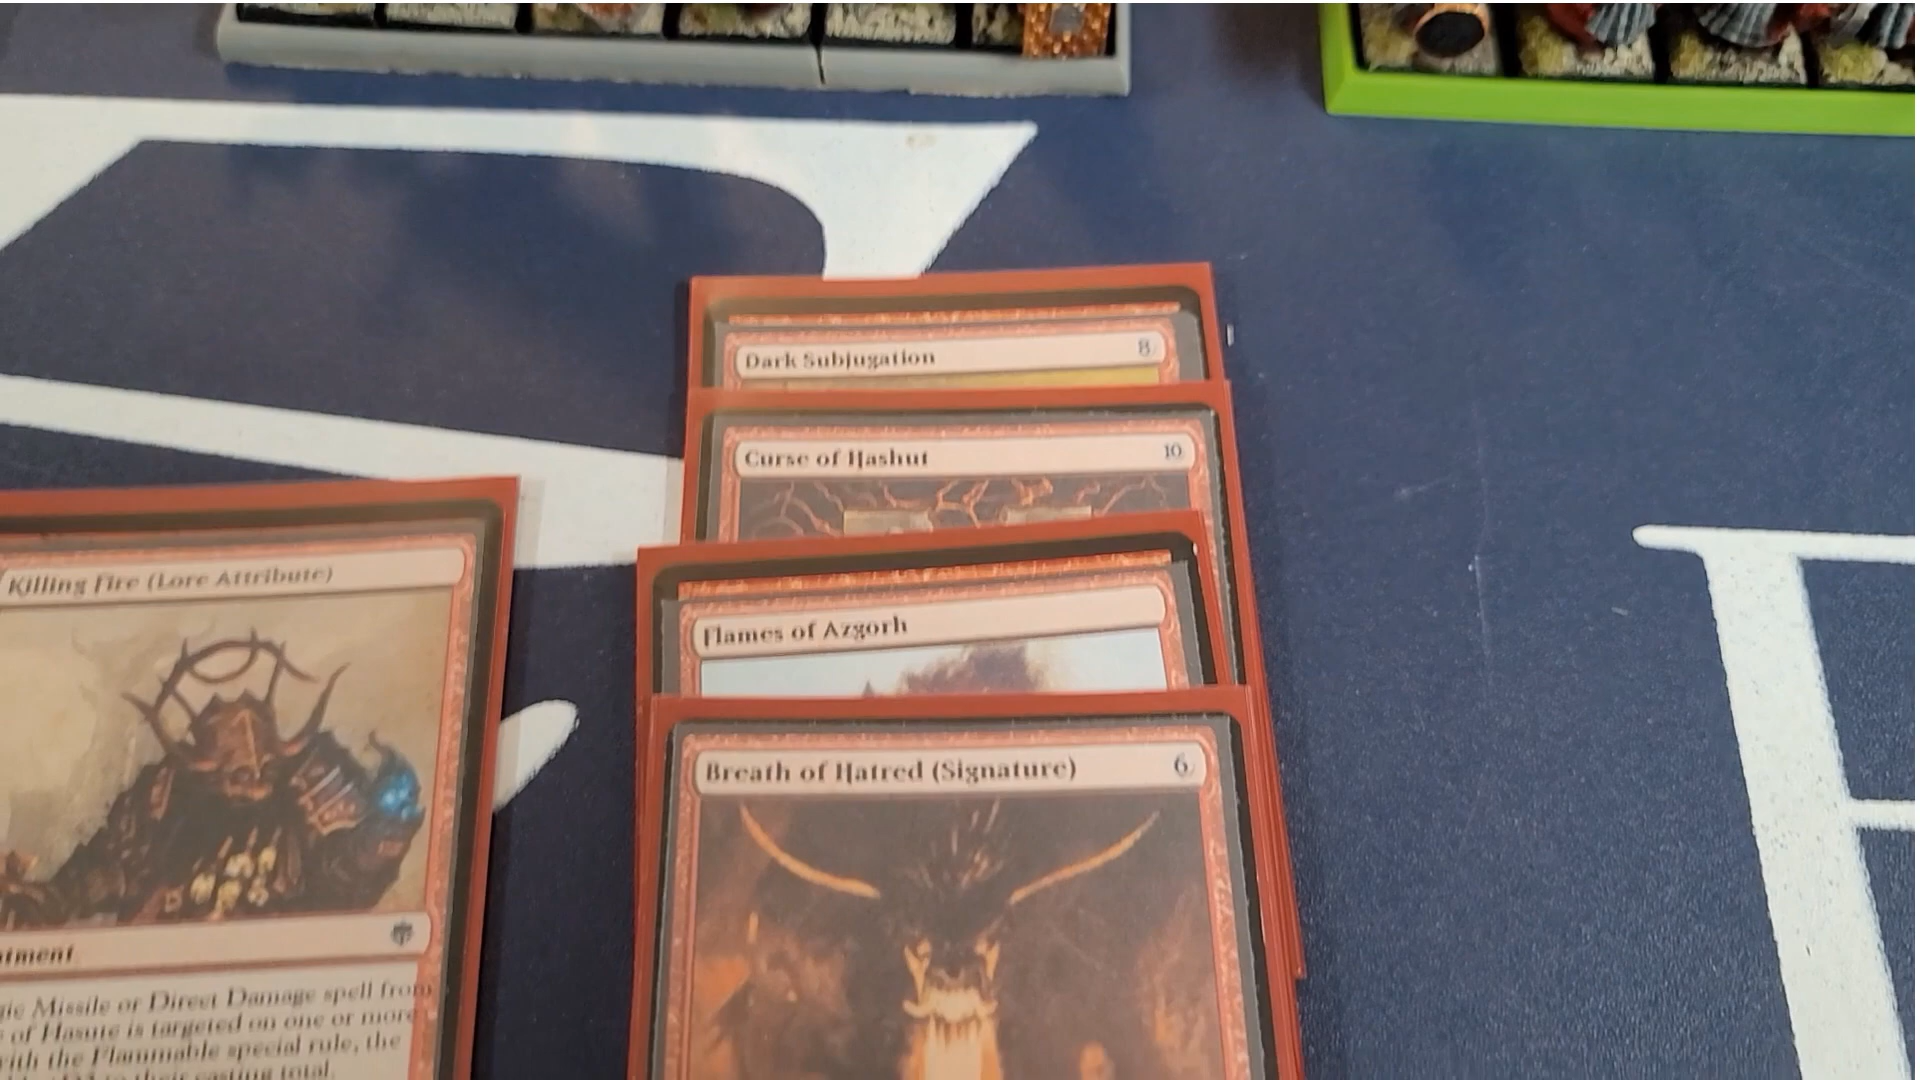 Dark Subjugation 8
Curse of Hashut 10
Flames of Azgorh
Breath of Hatred (Signature) 6
Killing Fire (Lore Attribute)
Missile or Direct Damage spell from
of Hasute is targeted on one or more
with the Flammable special rule, the
to their casting total.